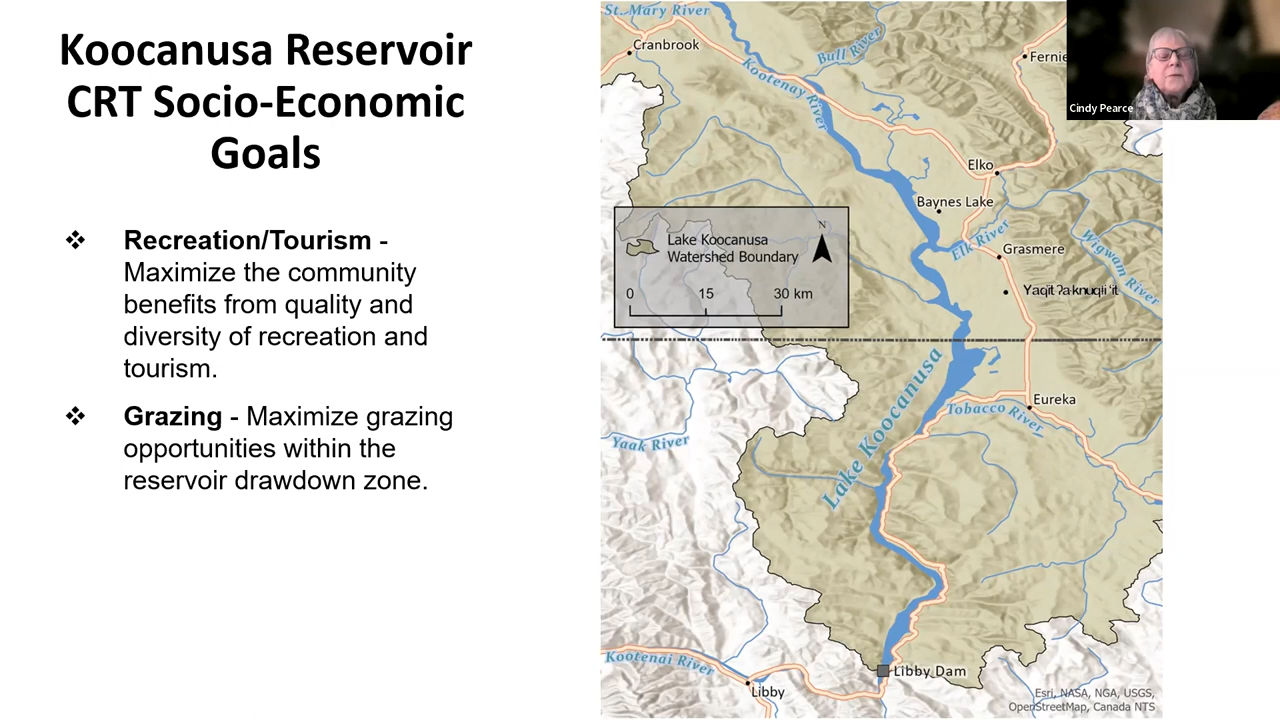 Koocanusa Reservoir
CRT Socio-Economic
Goals
❖ Recreation/Tourism -
Maximize the community
benefits from quality and
diversity of recreation and
tourism.
❖ Grazing - Maximize grazing
opportunities within the
reservoir drawdown zone.
St. Mary River
Cranbrook
Bull River
Fernie
Kootenay River
Cindy Pearce
Elko
Baynes Lake
Elk River
Grasmere
Wigwam River
Lake Koocanusa
Watershed Boundary
N
0 15 30 km
Lake Koocanusa
Eureka
Tobacco River
Yaak River
Kootenai River
Libby Dam
Libby
Esri, NASA, NGA, USGS,
OpenStreetMap, Canada NTS